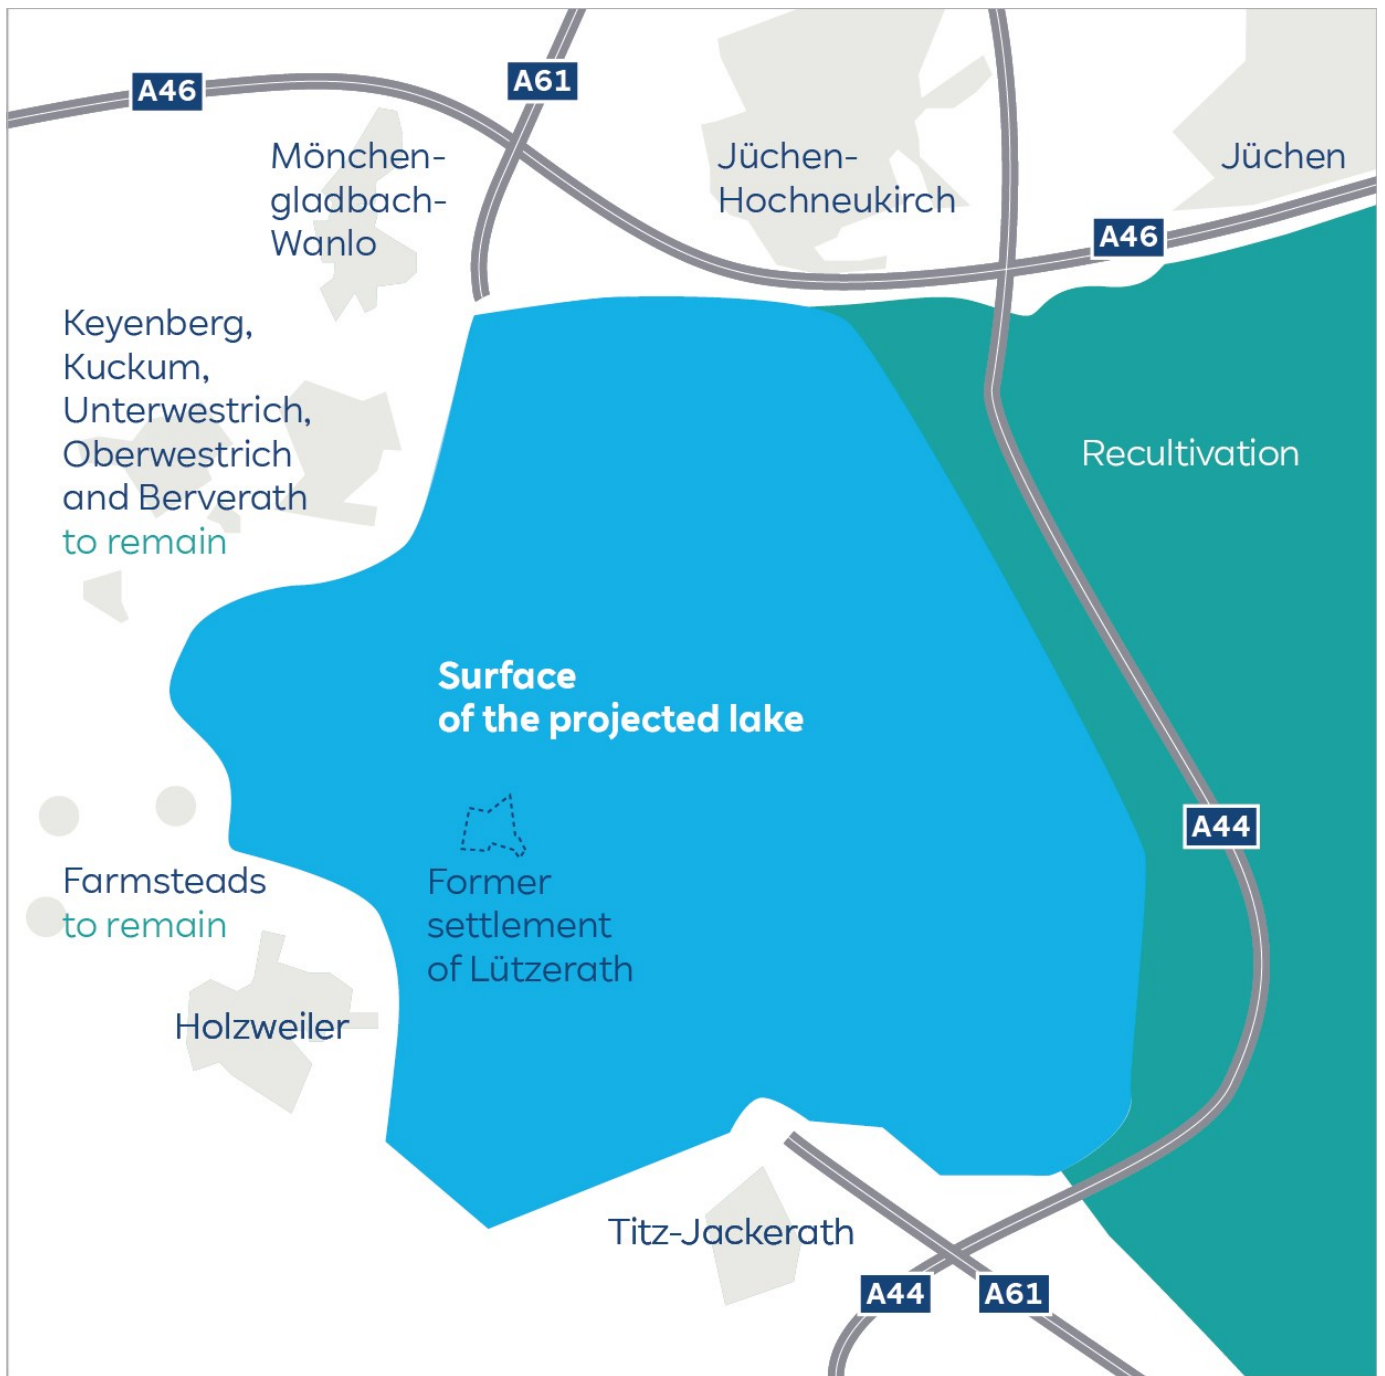 A46
A61
Mönchen-
gladbach-
Wanlo
Jüchen-
Hochneukirch
Jüchen
A46
Keyenberg,
Kuckum,
Unterwestrich,
Oberwestrich
and Berverath
to remain
Recultivation
Surface
of the projected lake
A44
Farmsteads
to remain
Former
settlement
of Lützerath
Holzweiler
Titz-Jackerath
A44
A61